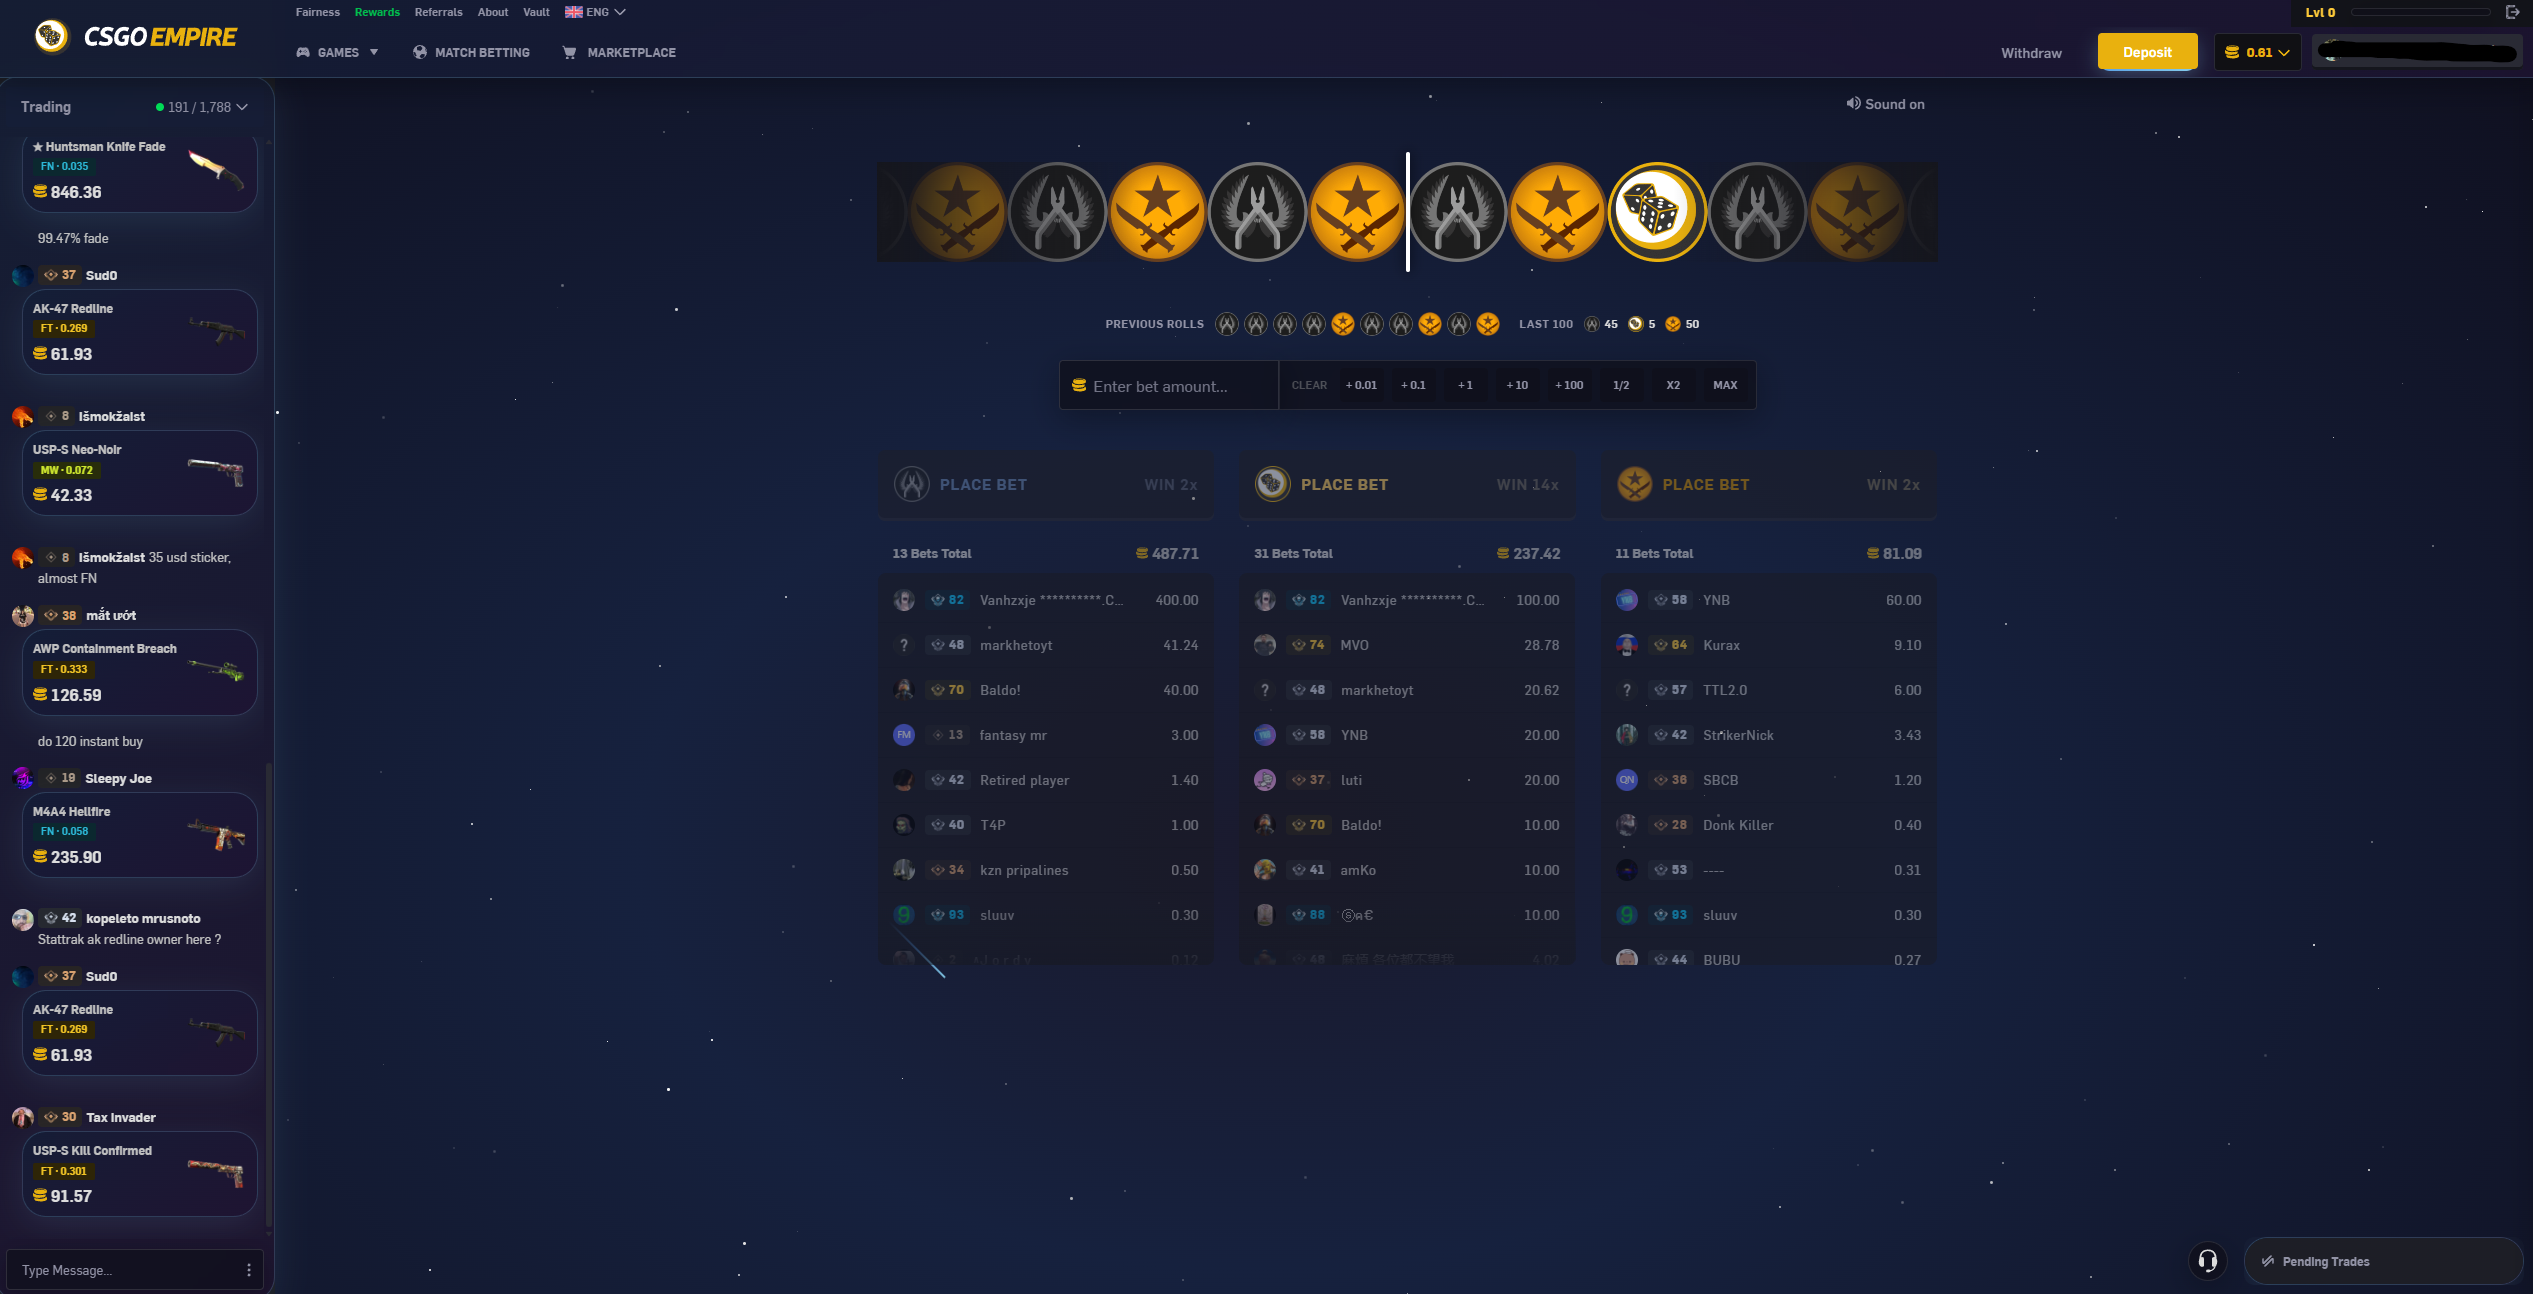 CSGOEMPIRE
Fairness Rewards Referrals About Vault ENG
GAMES MATCH BETTING MARKETPLACE
Lvl 0
Withdraw Deposit 0.61
Trading 191 / 1,788
★ Huntsman Knife Fade
FN · 0.035
846.36
99.47% fade
37 Sud0
AK-47 Redline
FT · 0.269
61.93
8 Išmokžaist
USP-S Neo-Noir
MW · 0.072
42.33
8 Išmokžaist 35 usd sticker,
almost FN
38 mắt ướt
AWP Containment Breach
FT · 0.333
126.59
do 120 instant buy
19 Sleepy Joe
M4A4 Hellfire
FN · 0.058
235.90
42 kopeleto mrusnoto
Stattrak ak redline owner here ?
37 Sud0
AK-47 Redline
FT · 0.269
61.93
30 Tax Invader
USP-S Kill Confirmed
FT · 0.301
91.57
Type Message...
Sound on
PREVIOUS ROLLS LAST 100 45 5 50
Enter bet amount... CLEAR +0.01 +0.1 +1 +10 +100 1/2 X2 MAX
PLACE BET WIN 2x
13 Bets Total 487.71
82 Vanhzxje **********.C... 400.00
48 markhetoyt 41.24
70 Baldo! 40.00
FM 13 fantasy mr 3.00
42 Retired player 1.40
40 T4P 1.00
34 kzn pripalines 0.50
9 93 sluuv 0.30
2 0.12
PLACE BET WIN 14x
31 Bets Total 237.42
82 Vanhzxje **********.C... 100.00
74 MVO 28.78
48 markhetoyt 20.62
58 YNB 20.00
37 luti 20.00
70 Baldo! 10.00
41 amKo 10.00
88 10.00
48 4.02
PLACE BET WIN 2x
11 Bets Total 81.09
58 YNB 60.00
64 Kurax 9.10
57 TTL2.0 6.00
42 StrikerNick 3.43
QN 36 SBCB 1.20
28 Donk Killer 0.40
53 ---- 0.31
9 93 sluuv 0.30
44 BUBU 0.27
Pending Trades